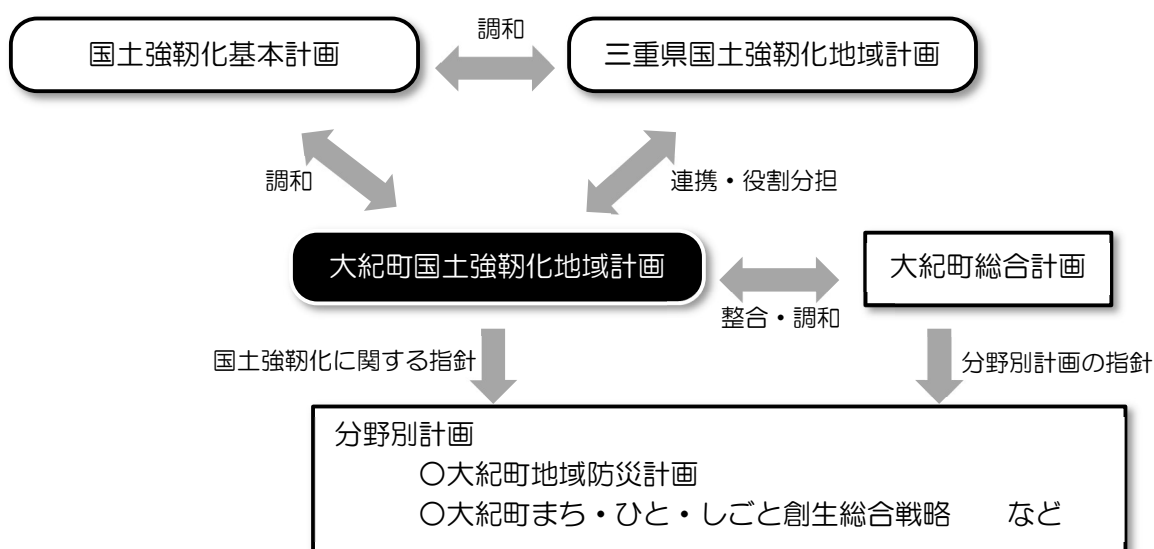 調和
国土強靱化基本計画
三重県国土強靱化地域計画
調和
連携・役割分担
大紀町国土強靱化地域計画
大紀町総合計画
整合・調和
国土強靱化に関する指針
分野別計画の指針
分野別計画
〇大紀町地域防災計画
〇大紀町まち・ひと・しごと創生総合戦略 など